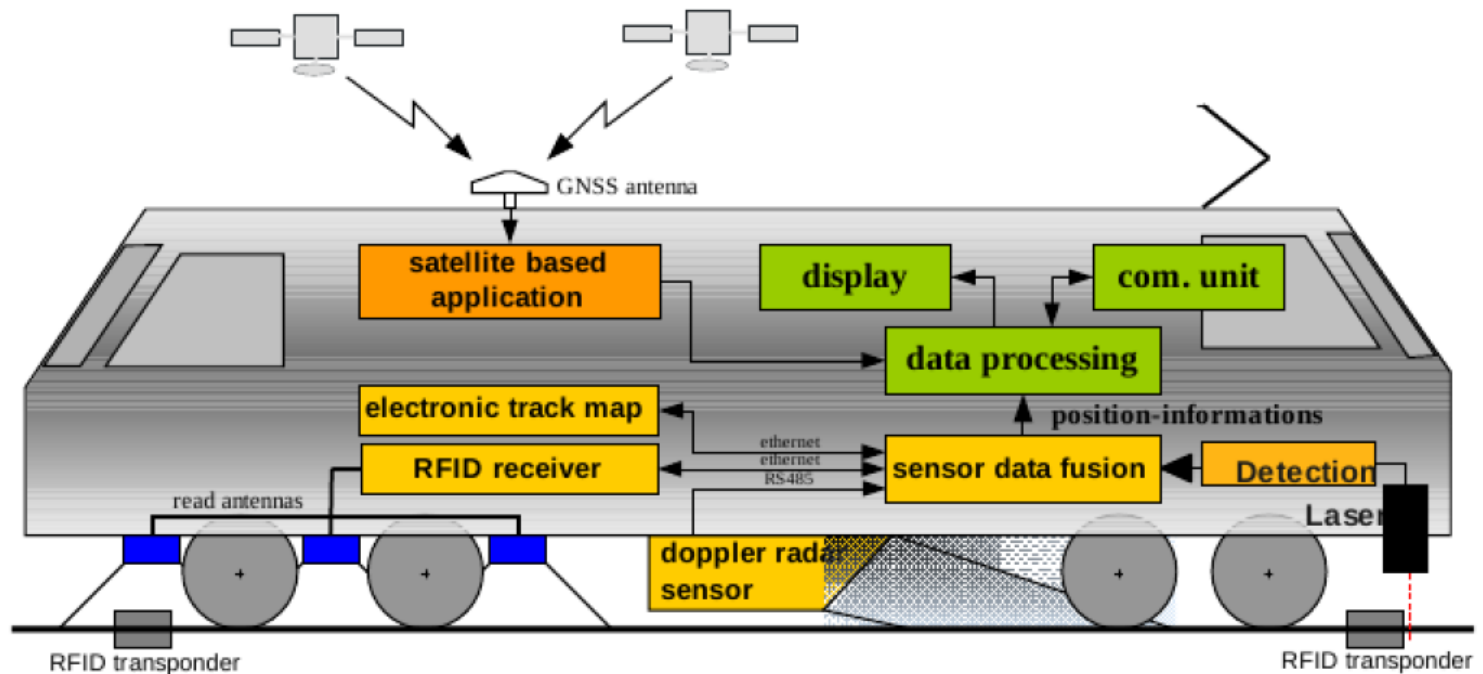 GNSS antenna
satellite based
application
display
com. unit
data processing
electronic track map
position-informations
ethernet
RFID receiver
ethernet
sensor data fusion
Detection
RS485
read antennas
Laser
doppler radar
sensor
RFID transponder
RFID transponder